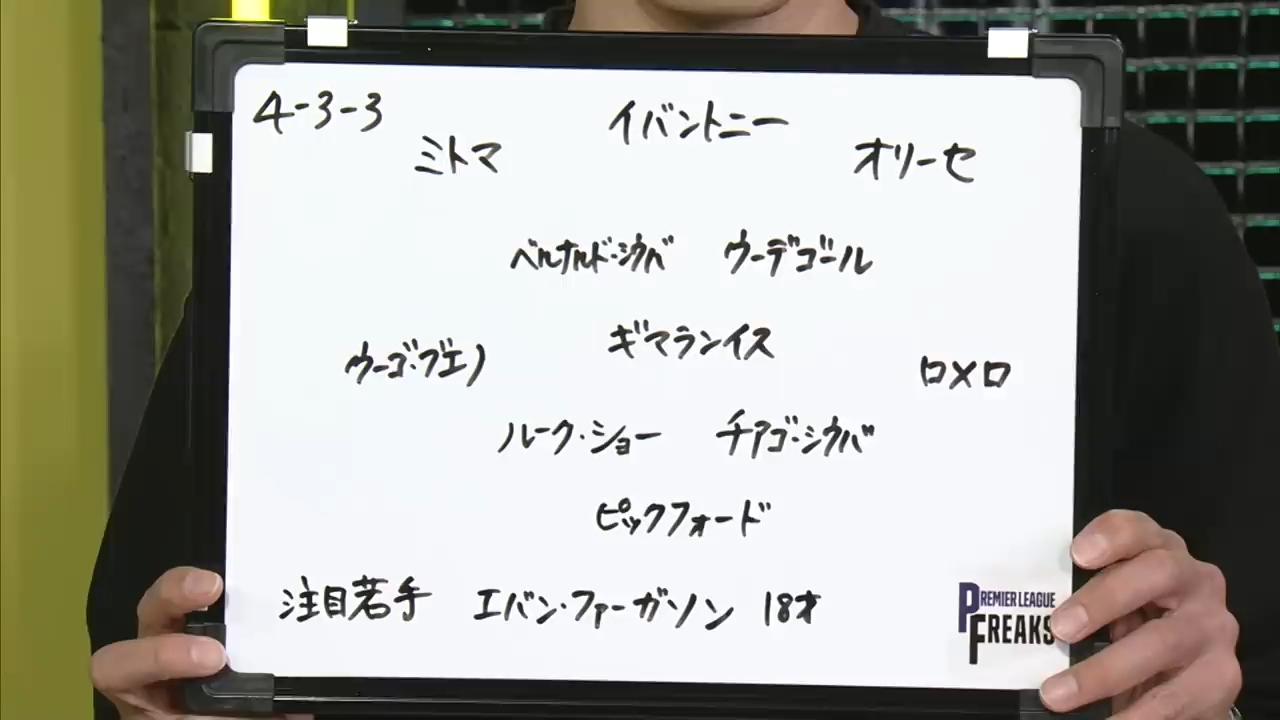 4-3-3
イバントニー
ミトマ
オリーセ
ベルナルド・シウバ ウーデゴール
ギマランイス
ウーゴ・ブエノ
ロメロ
ルーク・ショー チアゴ・シウバ
ピックフォード
注目若手 エバン・ファーガソン 18才
PREMIER LEAGUE
FREAKS